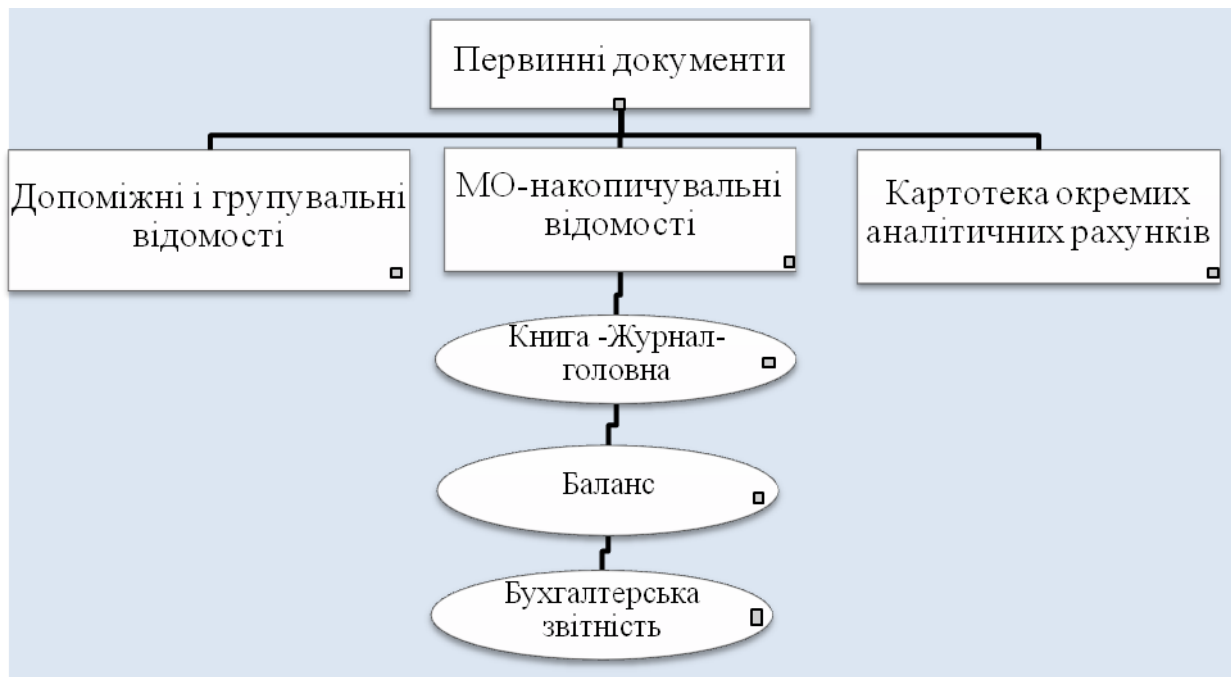 Первинні документи
Допоміжні і групувальні
відомості
МО-накопичувальні
відомості
Картотека окремих
аналітичних рахунків
Книга -Журнал-
головна
Баланс
Бухгалтерська
звітність